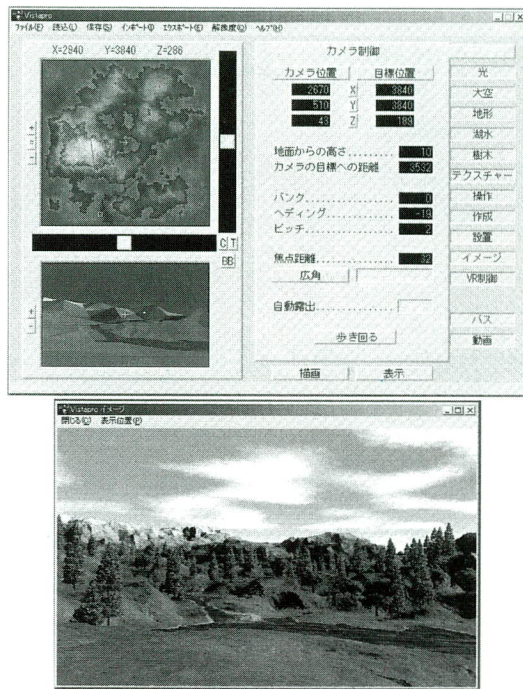 Vistapro
ファイル(F) 読込(L) 保存(S) インポート(I) エクスポート(E) 解像度(G) ヘルプ(H)
X=2840 Y=3840 Z=286
カメラ制御
カメラ位置 目標位置
2670 X 3840
510 Y 3840
43 Z 189
地面からの高さ......... 10
カメラの目標への距離 3532
バンク................. 0
ヘディング............. -19
ピッチ................. 2
焦点距離............... 32
広角
自動露出...........
歩き回る
描画 表示
光
大空
地形
湖水
樹木
テクスチャー
操作
作成
設置
イメージ
VR制御
パス
動画
+
-
C T
BB
+
-
Vistapro イメージ
閉じる(C) 表示位置(P)